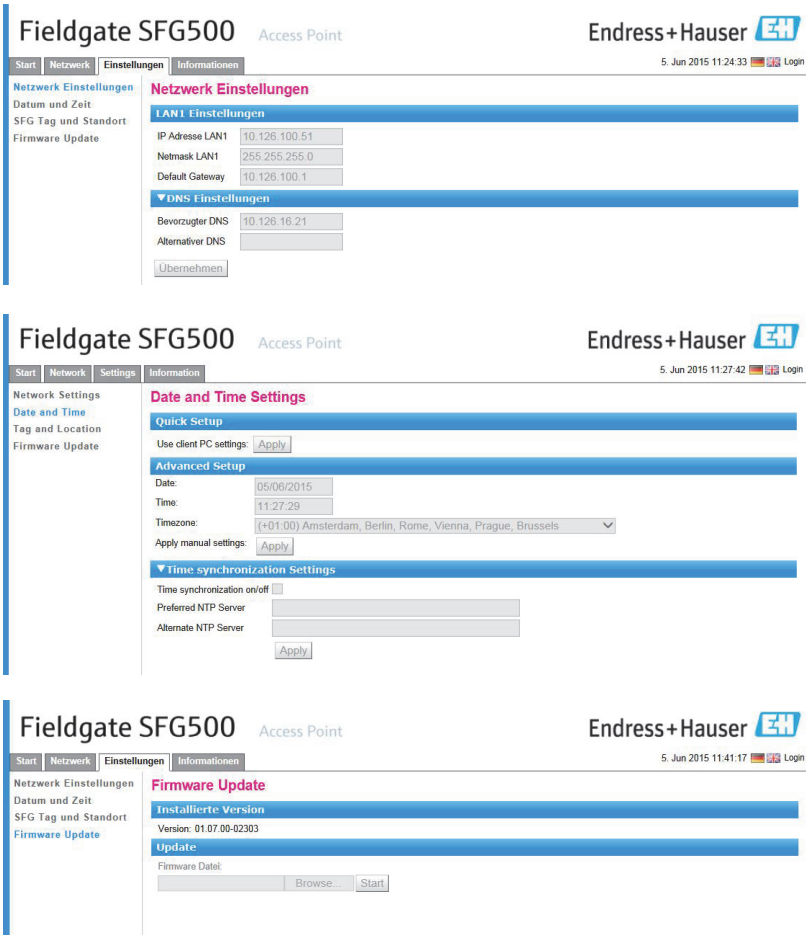 Fieldgate SFG500 Access Point Endress+Hauser EH
5. Jun 2015 11:24:33 Login
Start Netzwerk Einstellungen Informationen
Netzwerk Einstellungen
Datum und Zeit
SFG Tag und Standort
Firmware Update
Netzwerk Einstellungen
LAN1 Einstellungen
IP Adresse LAN1 10.126.100.51
Netmask LAN1 255.255.255.0
Default Gateway 10.126.100.1
▼DNS Einstellungen
Bevorzugter DNS 10.126.16.21
Alternativer DNS
Übernehmen
Fieldgate SFG500 Access Point Endress+Hauser EH
5. Jun 2015 11:27:42 Login
Start Network Settings Information
Network Settings
Date and Time
Tag and Location
Firmware Update
Date and Time Settings
Quick Setup
Use client PC settings: Apply
Advanced Setup
Date: 05/06/2015
Time: 11:27:29
Timezone: (+01:00) Amsterdam, Berlin, Rome, Vienna, Prague, Brussels
Apply manual settings: Apply
▼Time synchronization Settings
Time synchronization on/off
Preferred NTP Server
Alternate NTP Server
Apply
Fieldgate SFG500 Access Point Endress+Hauser EH
5. Jun 2015 11:41:17 Login
Start Netzwerk Einstellungen Informationen
Netzwerk Einstellungen
Datum und Zeit
SFG Tag und Standort
Firmware Update
Firmware Update
Installierte Version
Version: 01.07.00-02303
Update
Firmware Datei:
Browse... Start